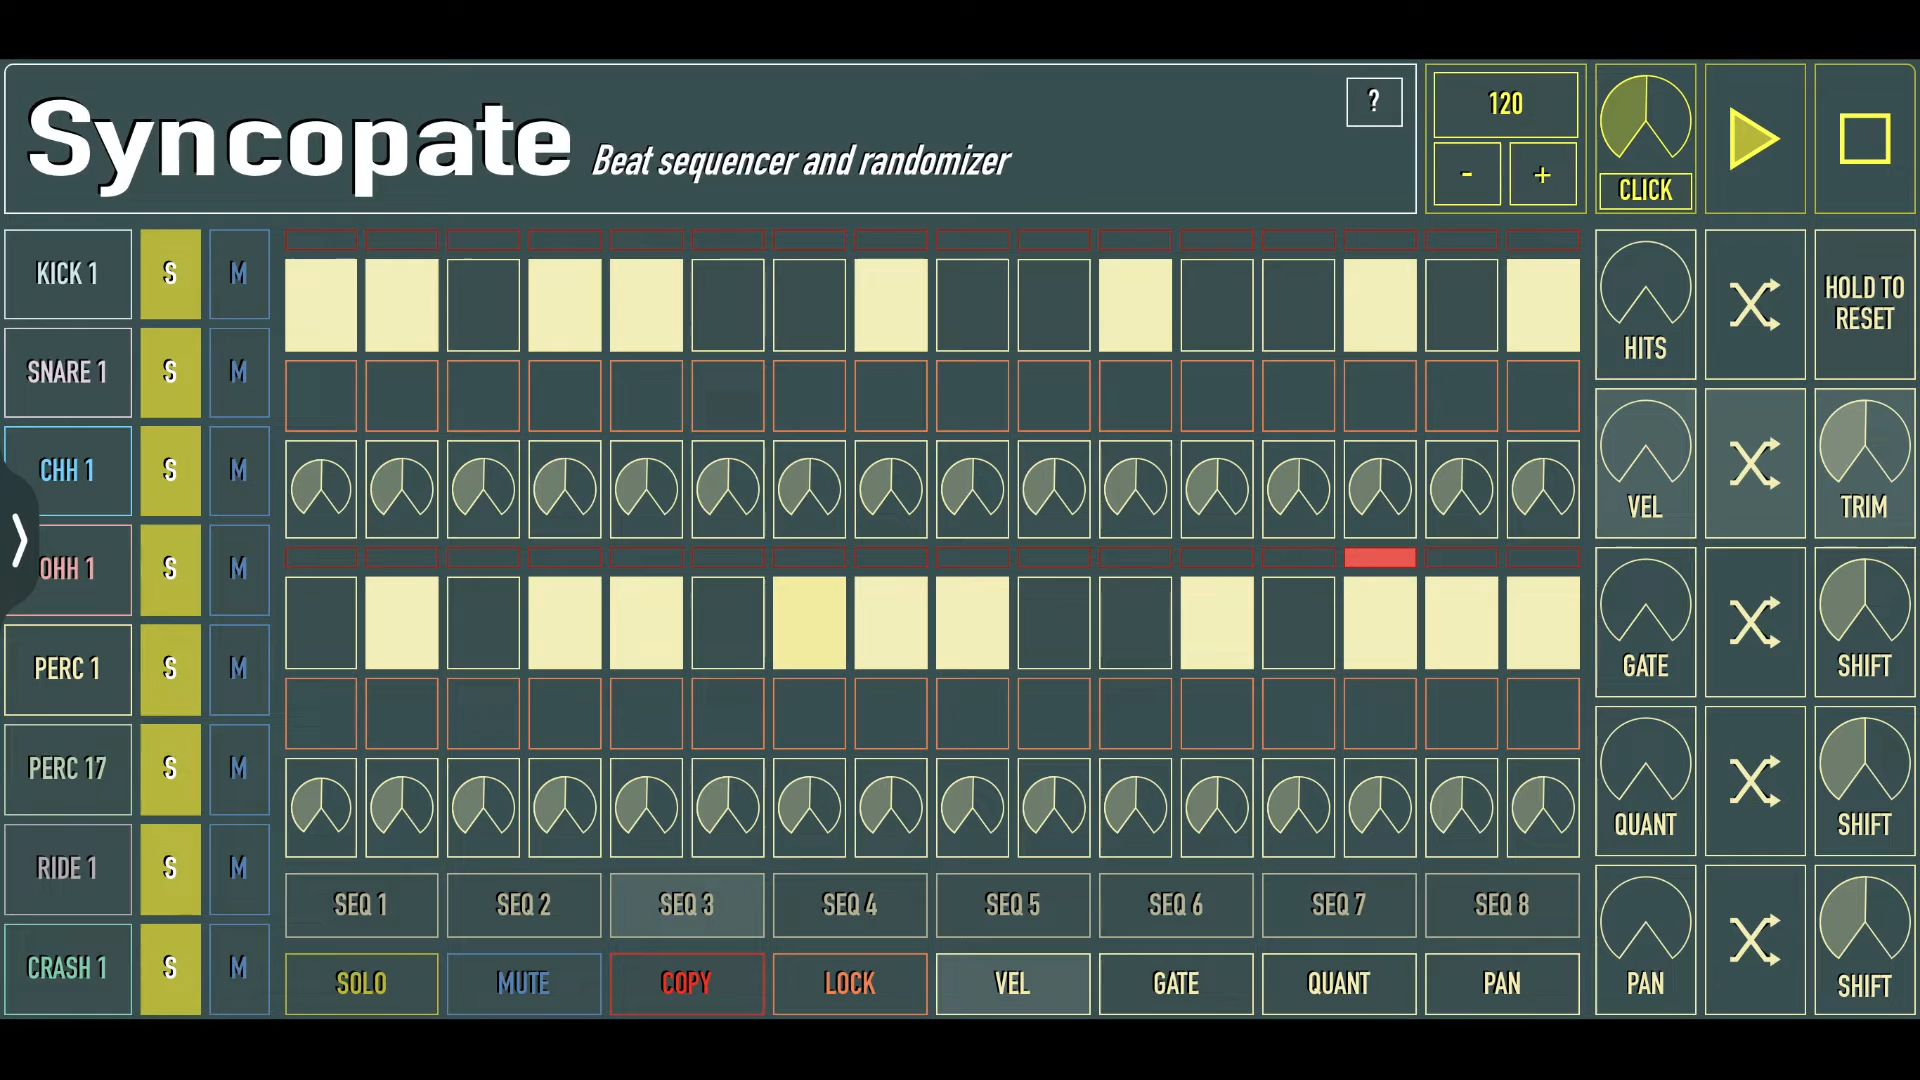 Syncopate
Beat sequencer and randomizer
?
120
- +
CLICK
KICK 1 S M
SNARE 1 S M
CHH 1 S M
OHH 1 S M
PERC 1 S M
PERC 17 S M
RIDE 1 S M
CRASH 1 S M
HITS
HOLD TO
RESET
VEL
TRIM
GATE
SHIFT
QUANT
SHIFT
PAN
SHIFT
SEQ 1 SEQ 2 SEQ 3 SEQ 4 SEQ 5 SEQ 6 SEQ 7 SEQ 8
SOLO MUTE COPY LOCK VEL GATE QUANT PAN